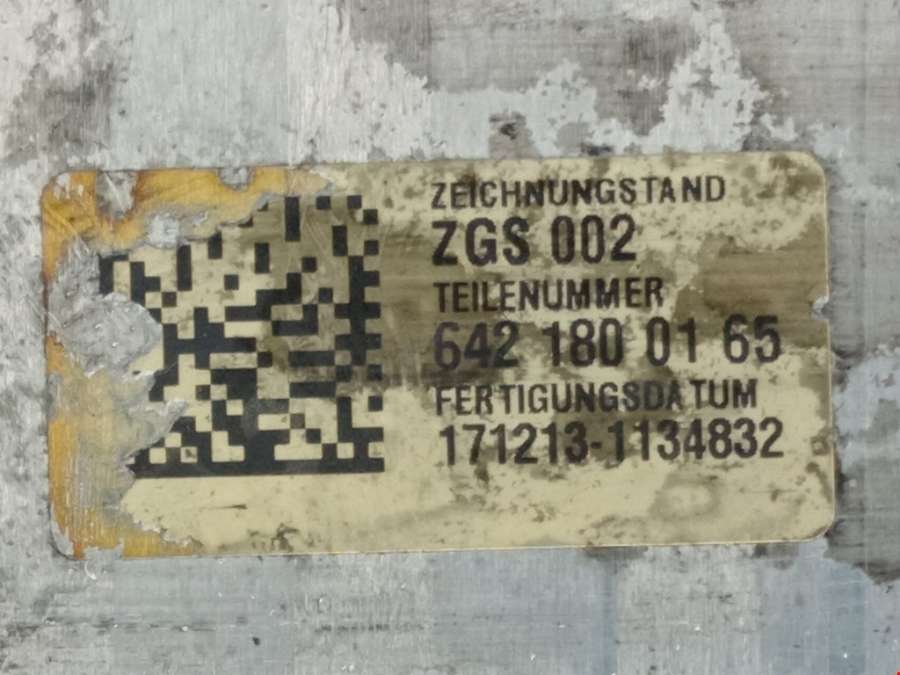 ZEICHNUNGSTAND
ZGS 002
TEILENUMMER
642 180 01 65
FERTIGUNGSDATUM
171213-1134832